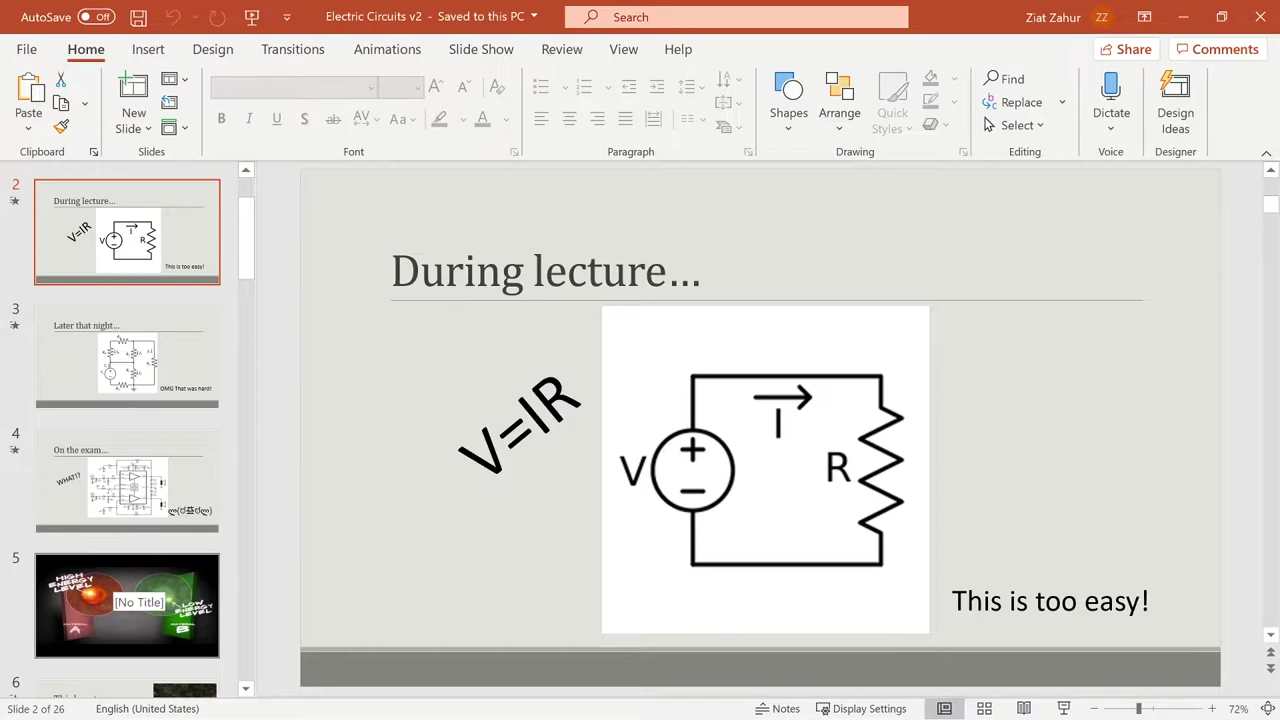 AutoSave Off Electric Circuits v2 - Saved to this PC Search Ziat Zahur ZZ
File Home Insert Design Transitions Animations Slide Show Review View Help Share Comments
Paste New Slide Shapes Arrange Quick Styles Find Replace Select Dictate Design Ideas
B I U S ab AV Aa A
Clipboard Slides Font Paragraph Drawing Editing Voice Designer
2
During lecture...
V=IR
V I R
This is too easy!
3
Later that night...
OMG That was hard!
4
On the exam...
WHAT!?
5
HIGH ENERGY LEVEL
LOW ENERGY LEVEL
[No Title]
MATERIAL A
MATERIAL B
6
During lecture...
V=IR
I
V + − R
This is too easy!
Slide 2 of 26 English (United States) Notes Display Settings 72%